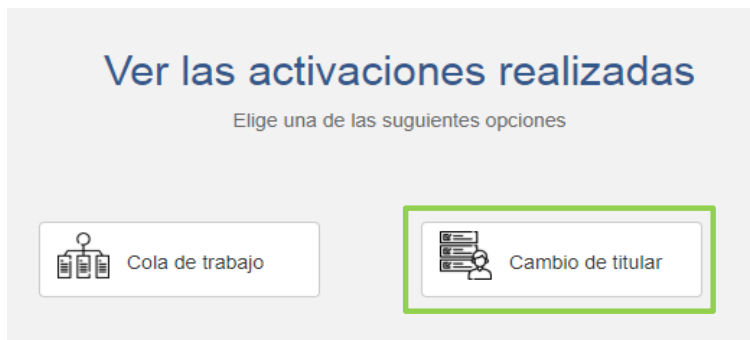 Ver las activaciones realizadas
Elige una de las suguientes opciones
Cola de trabajo
Cambio de titular